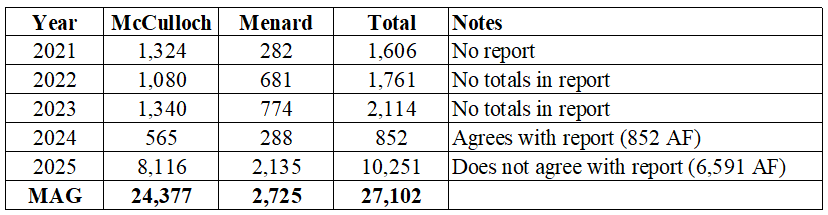 Year McCulloch Menard Total Notes
2021 1,324 282 1,606 No report
2022 1,080 681 1,761 No totals in report
2023 1,340 774 2,114 No totals in report
2024 565 288 852 Agrees with report (852 AF)
2025 8,116 2,135 10,251 Does not agree with report (6,591 AF)
MAG 24,377 2,725 27,102